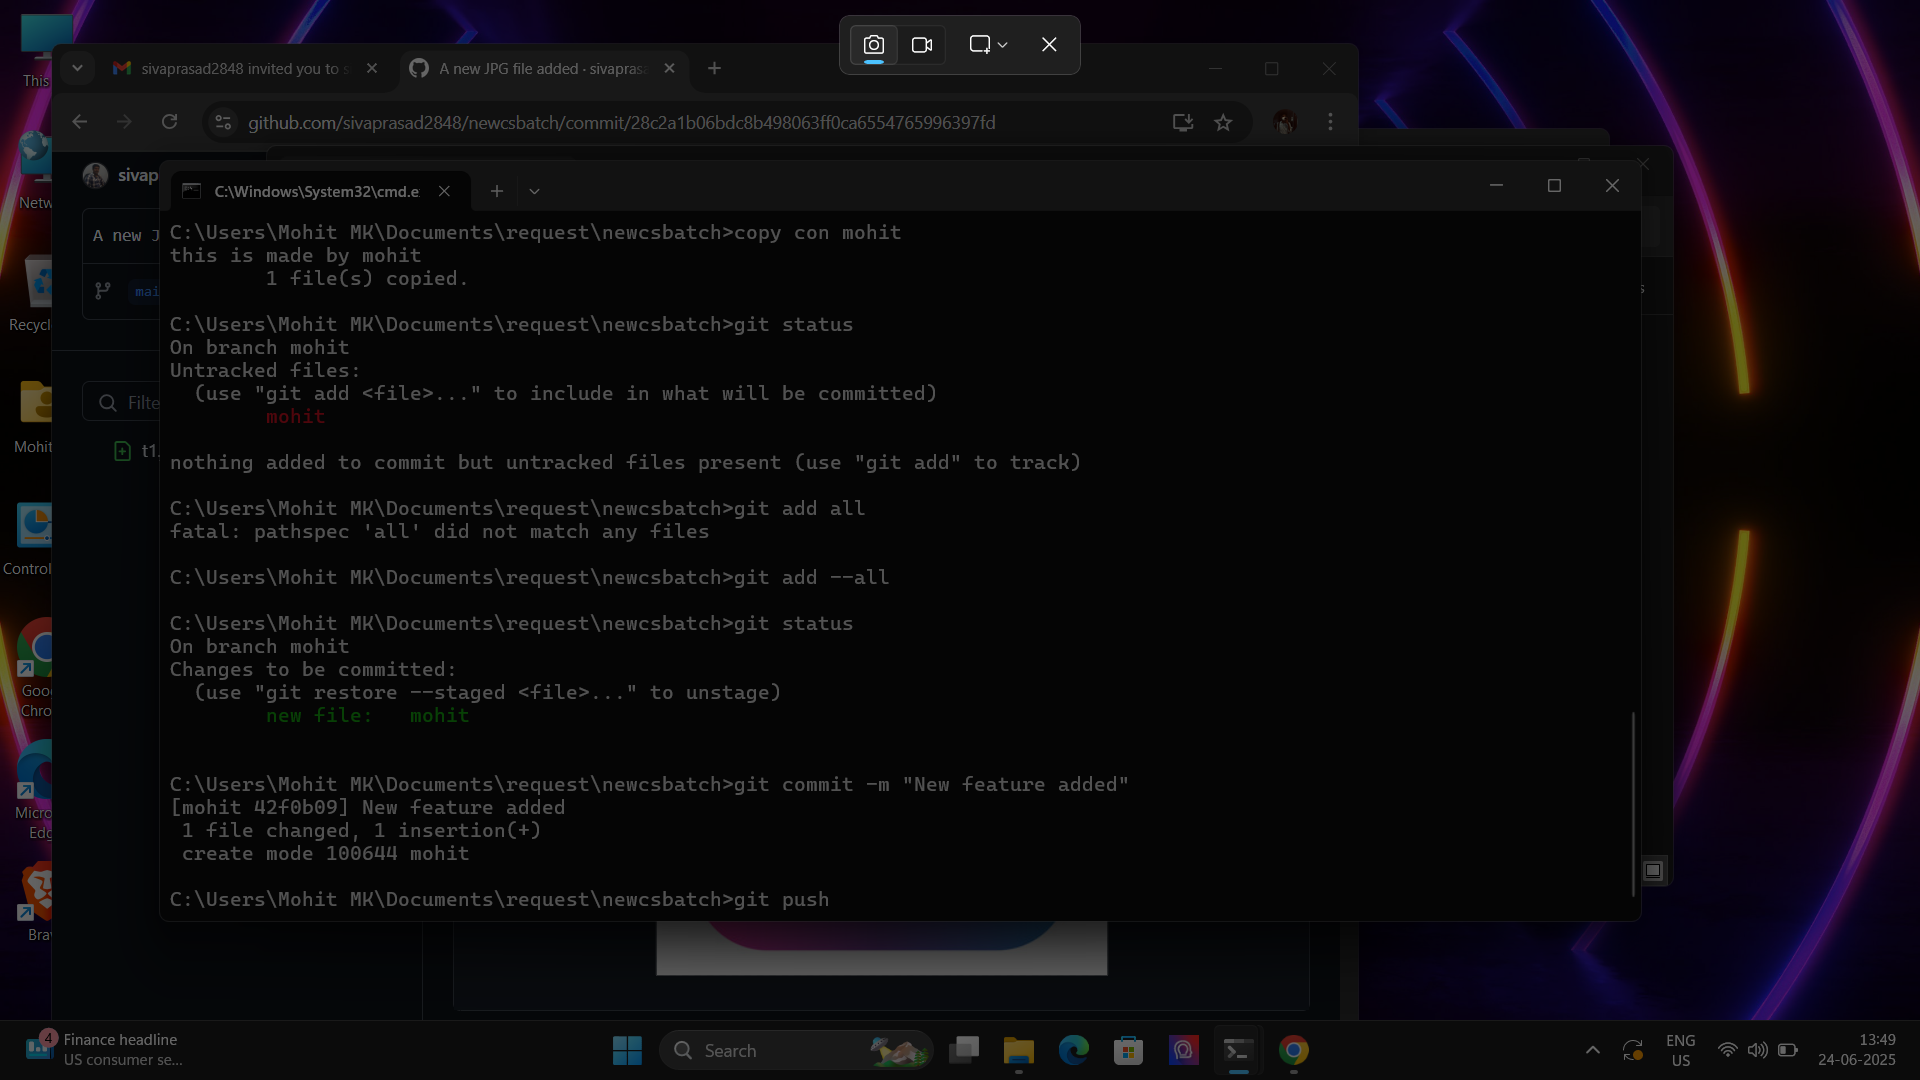 This
sivaprasad2848 invited you to s
A new JPG file added · sivapras
github.com/sivaprasad2848/newcsbatch/commit/28c2a1b06bdc8b498063ff0ca6554765996397fd
sivap
Netw
A new J
mai
Recycl
Filte
Mohit
t1.
Control
Goo
Chro
Micro
Edg
Bra
C:\Windows\System32\cmd.e
C:\Users\Mohit MK\Documents\request\newcsbatch>copy con mohit
this is made by mohit
1 file(s) copied.
C:\Users\Mohit MK\Documents\request\newcsbatch>git status
On branch mohit
Untracked files:
(use "git add <file>..." to include in what will be committed)
mohit
nothing added to commit but untracked files present (use "git add" to track)
C:\Users\Mohit MK\Documents\request\newcsbatch>git add all
fatal: pathspec 'all' did not match any files
C:\Users\Mohit MK\Documents\request\newcsbatch>git add --all
C:\Users\Mohit MK\Documents\request\newcsbatch>git status
On branch mohit
Changes to be committed:
(use "git restore --staged <file>..." to unstage)
new file:   mohit
C:\Users\Mohit MK\Documents\request\newcsbatch>git commit -m "New feature added"
[mohit 42f0b09] New feature added
1 file changed, 1 insertion(+)
create mode 100644 mohit
C:\Users\Mohit MK\Documents\request\newcsbatch>git push
s
4
Finance headline
US consumer se...
Search
ENG
US
13:49
24-06-2025